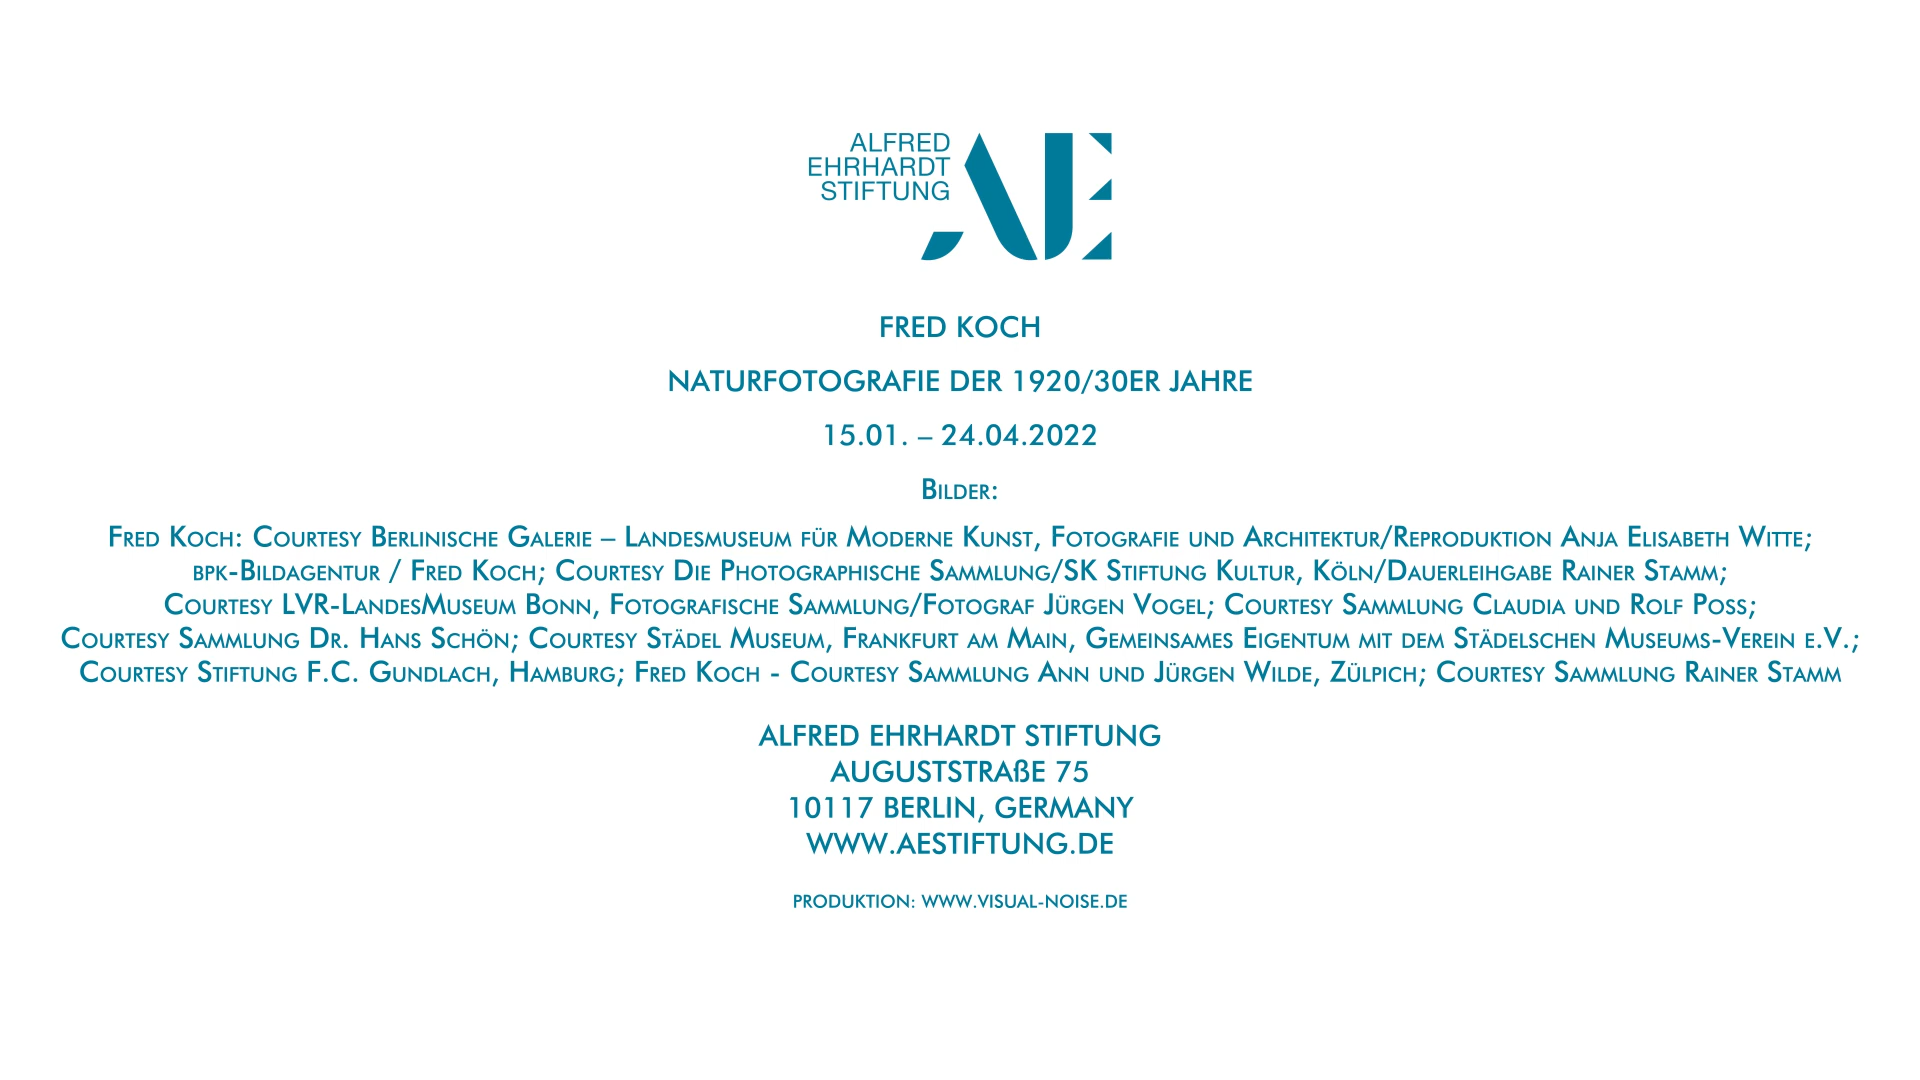 ALFRED
EHRHARDT
STIFTUNG
AE
FRED KOCH
NATURFOTOGRAFIE DER 1920/30ER JAHRE
15.01. – 24.04.2022
Bilder:
Fred Koch: Courtesy Berlinische Galerie – Landesmuseum für Moderne Kunst, Fotografie und Architektur/Reproduktion Anja Elisabeth Witte;
bpk-Bildagentur / Fred Koch; Courtesy Die Photographische Sammlung/SK Stiftung Kultur, Köln/Dauerleihgabe Rainer Stamm;
Courtesy LVR-LandesMuseum Bonn, Fotografische Sammlung/Fotograf Jürgen Vogel; Courtesy Sammlung Claudia und Rolf Poss;
Courtesy Sammlung Dr. Hans Schön; Courtesy Städel Museum, Frankfurt am Main, Gemeinsames Eigentum mit dem Städelschen Museums-Verein e.V.;
Courtesy Stiftung F.C. Gundlach, Hamburg; Fred Koch - Courtesy Sammlung Ann und Jürgen Wilde, Zülpich; Courtesy Sammlung Rainer Stamm
ALFRED EHRHARDT STIFTUNG
AUGUSTSTRAßE 75
10117 BERLIN, GERMANY
WWW.AESTIFTUNG.DE
PRODUKTION: WWW.VISUAL-NOISE.DE